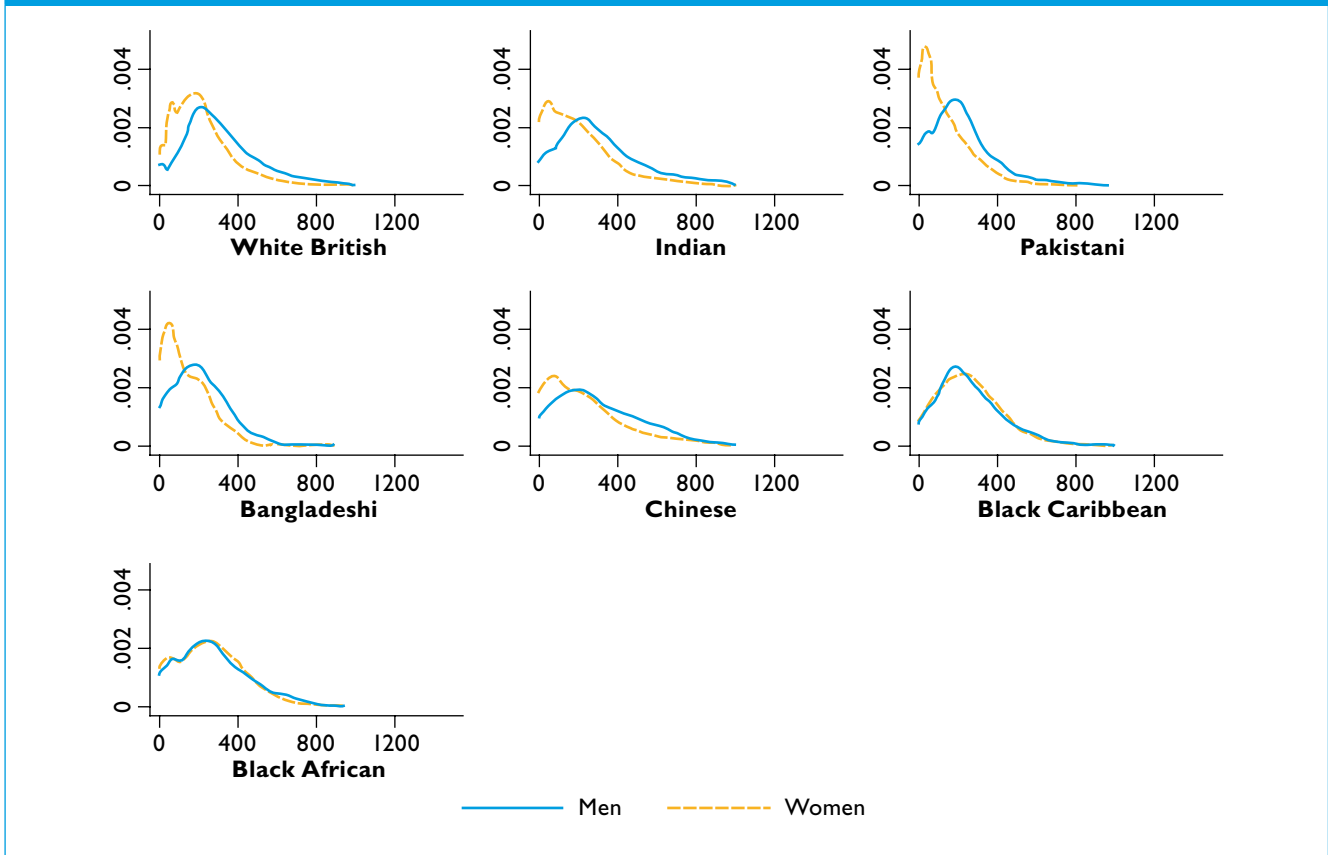 .004 .004 .004
.002 .002 .002
0 0 0
0 400 800 1200 0 400 800 1200 0 400 800 1200
White British Indian Pakistani
.004 .004 .004
.002 .002 .002
0 0 0
0 400 800 1200 0 400 800 1200 0 400 800 1200
Bangladeshi Chinese Black Caribbean
.004
.002
0
0 400 800 1200
Black African
Men Women